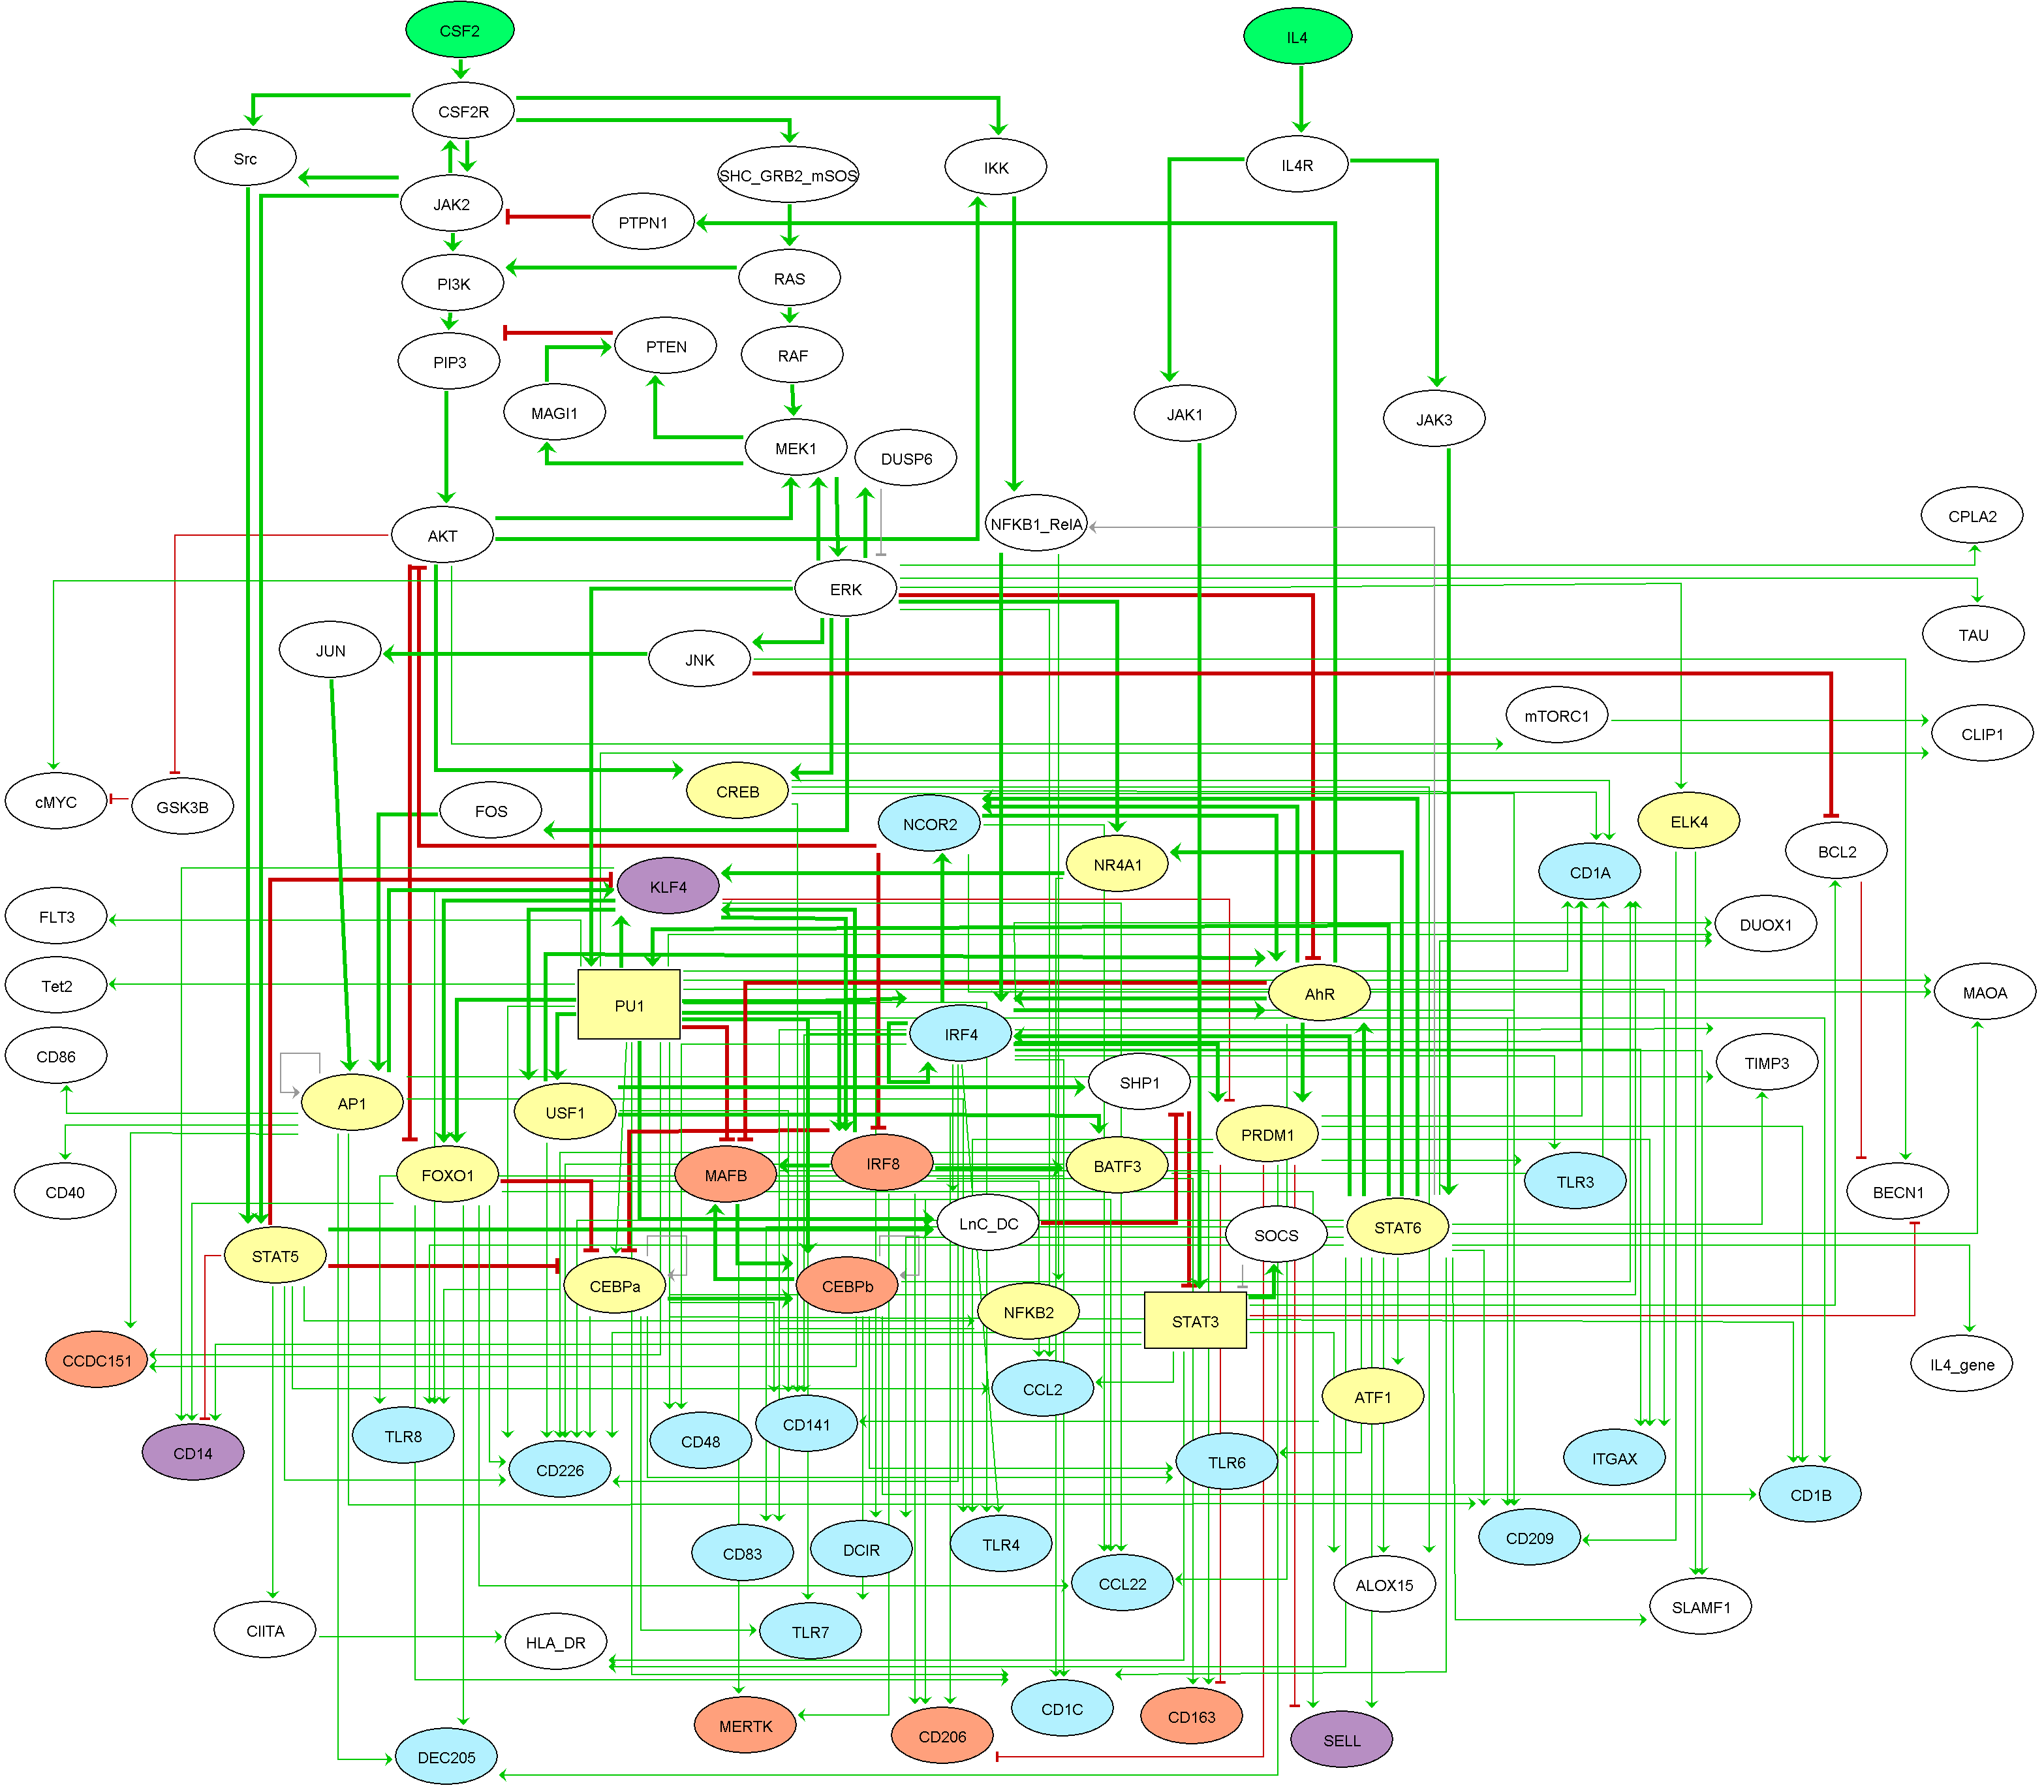 CSF2
IL4
CSF2R
Src
SHC_GRB2_mSOS
IKK
IL4R
JAK2
PTPN1
PI3K
RAS
PIP3
PTEN
RAF
MAGI1
JAK1
JAK3
MEK1
DUSP6
AKT
NFKB1_RelA
CPLA2
ERK
JUN
JNK
TAU
mTORC1
CLIP1
cMYC
GSK3B
FOS
CREB
NCOR2
ELK4
NR4A1
BCL2
CD1A
KLF4
FLT3
DUOX1
Tet2
PU1
AhR
MAOA
IRF4
CD86
TIMP3
AP1
USF1
SHP1
PRDM1
CD40
FOXO1
MAFB
IRF8
BATF3
TLR3
BECN1
LnC_DC
SOCS
STAT6
STAT5
CEBPa
CEBPb
NFKB2
STAT3
CCDC151
CCL2
ATF1
IL4_gene
CD14
TLR8
CD226
CD48
CD141
TLR6
ITGAX
CD1B
CD83
DCIR
TLR4
CD209
CCL22
ALOX15
SLAMF1
CIITA
HLA_DR
TLR7
MERTK
CD206
CD1C
CD163
SELL
DEC205